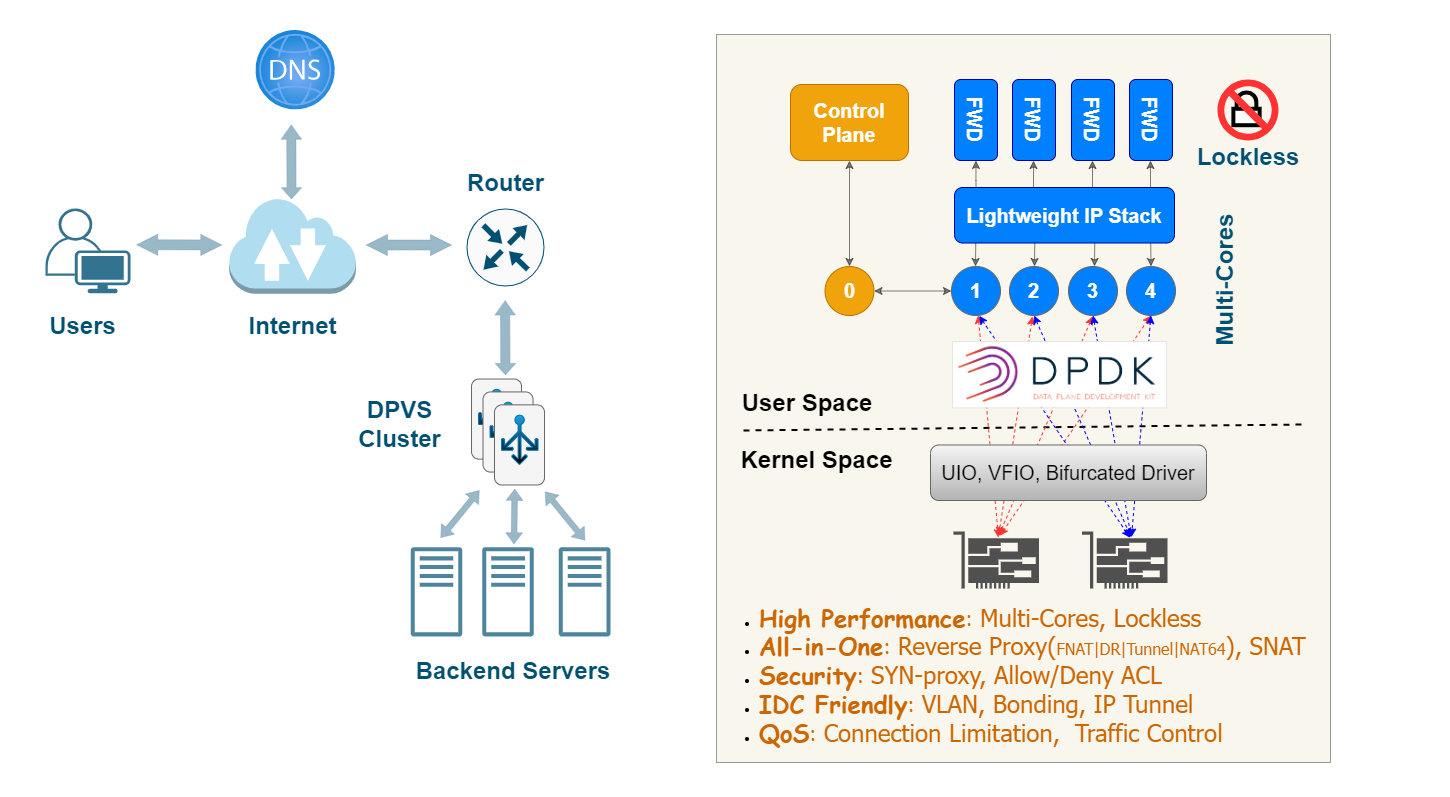 DNS
Router
Users
Internet
DPVS
Cluster
Backend Servers
Control
Plane
FWD
FWD
FWD
FWD
Lockless
Lightweight IP Stack
Multi-Cores
0
1
2
3
4
DPDK
DATA PLANE DEVELOPMENT KIT
User Space
Kernel Space
UIO, VFIO, Bifurcated Driver
• High Performance: Multi-Cores, Lockless
• All-in-One: Reverse Proxy(FNAT|DR|Tunnel|NAT64), SNAT
• Security: SYN-proxy, Allow/Deny ACL
• IDC Friendly: VLAN, Bonding, IP Tunnel
• QoS: Connection Limitation, Traffic Control